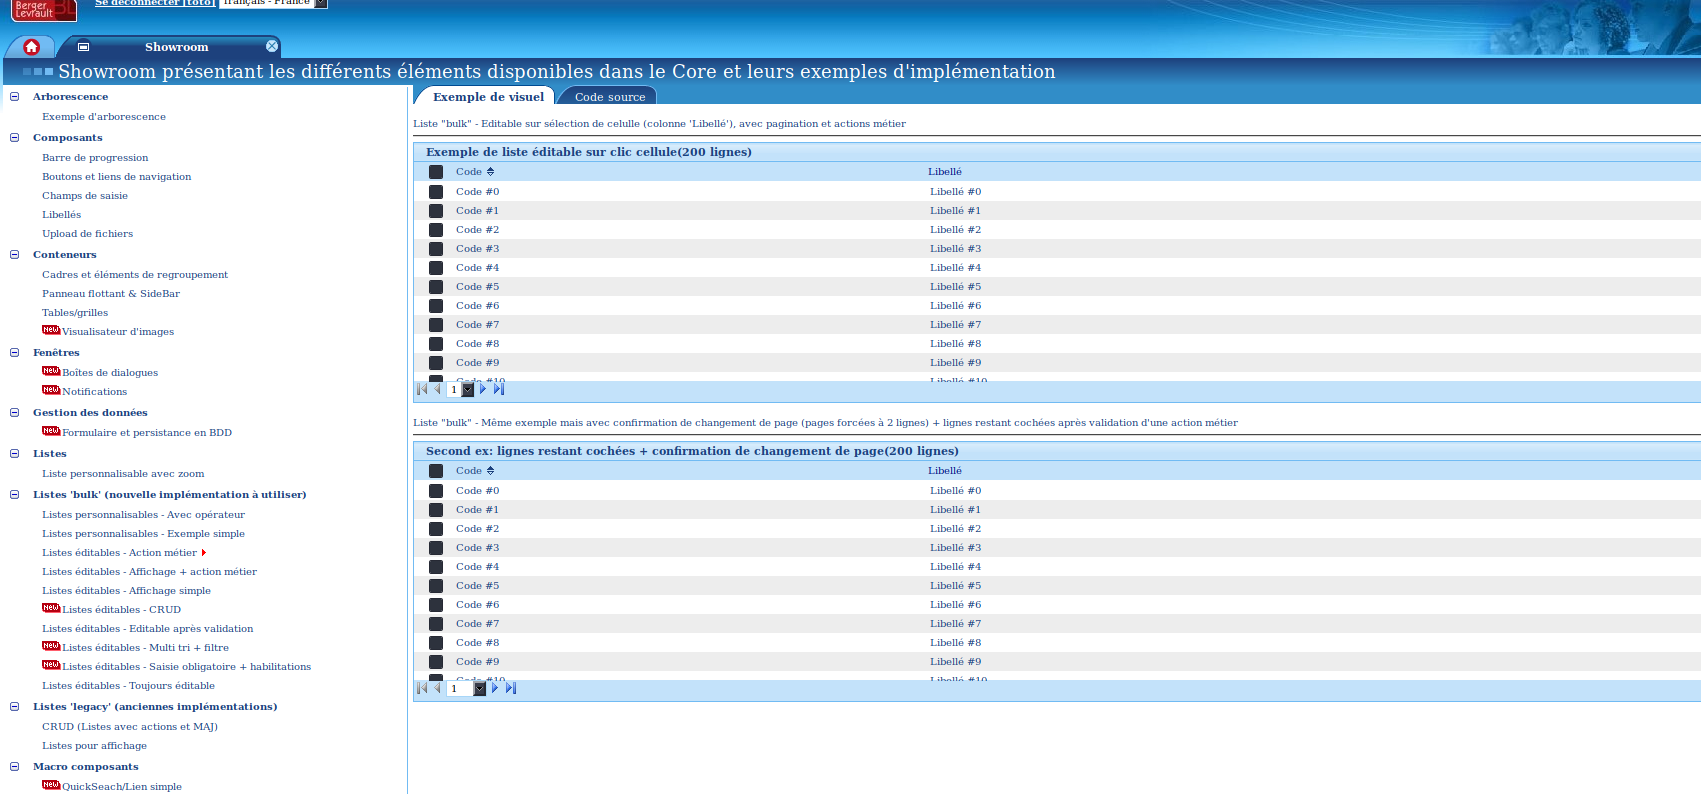 Berger
Levrault
BL
Se déconnecter [toto] français - France
Showroom
Showroom présentant les différents éléments disponibles dans le Core et leurs exemples d'implémentation
Arborescence
Exemple d'arborescence
Composants
Barre de progression
Boutons et liens de navigation
Champs de saisie
Libellés
Upload de fichiers
Conteneurs
Cadres et éléments de regroupement
Panneau flottant & SideBar
Tables/grilles
New Visualisateur d'images
Fenêtres
New Boîtes de dialogues
New Notifications
Gestion des données
New Formulaire et persistance en BDD
Listes
Liste personnalisable avec zoom
Listes 'bulk' (nouvelle implémentation à utiliser)
Listes personnalisables - Avec opérateur
Listes personnalisables - Exemple simple
Listes éditables - Action métier
Listes éditables - Affichage + action métier
Listes éditables - Affichage simple
New Listes éditables - CRUD
Listes éditables - Editable après validation
New Listes éditables - Multi tri + filtre
New Listes éditables - Saisie obligatoire + habilitations
Listes éditables - Toujours éditable
Listes 'legacy' (anciennes implémentations)
CRUD (Listes avec actions et MAJ)
Listes pour affichage
Macro composants
New QuickSeach/Lien simple
Exemple de visuel Code source
Liste "bulk" - Editable sur sélection de celulle (colonne 'Libellé'), avec pagination et actions métier
Exemple de liste éditable sur clic cellule(200 lignes)
Code Libellé
Code #0 Libellé #0
Code #1 Libellé #1
Code #2 Libellé #2
Code #3 Libellé #3
Code #4 Libellé #4
Code #5 Libellé #5
Code #6 Libellé #6
Code #7 Libellé #7
Code #8 Libellé #8
Code #9 Libellé #9
Code #10 Libellé #10
1
Liste "bulk" - Même exemple mais avec confirmation de changement de page (pages forcées à 2 lignes) + lignes restant cochées après validation d'une action métier
Second ex: lignes restant cochées + confirmation de changement de page(200 lignes)
Code Libellé
Code #0 Libellé #0
Code #1 Libellé #1
Code #2 Libellé #2
Code #3 Libellé #3
Code #4 Libellé #4
Code #5 Libellé #5
Code #6 Libellé #6
Code #7 Libellé #7
Code #8 Libellé #8
Code #9 Libellé #9
Code #10 Libellé #10
1